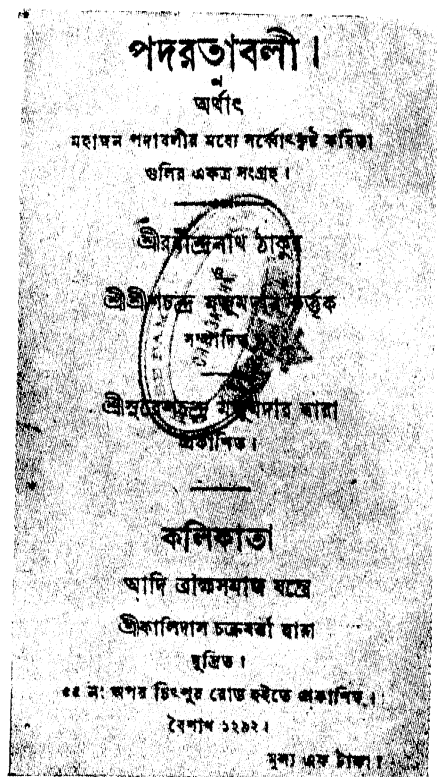 পদরত্নাবলী।
অর্থাৎ
মহাজন পদাবলীর মধ্যে সর্ব্বোৎকৃষ্ট কবিতা
গুলির একত্র সংগ্রহ।
শ্রীরবীন্দ্রনাথ ঠাকুর
শ্রীশ্রীশচন্দ্র মজুমদার কর্ত্তৃক
সম্পাদিত
শ্রীসুরেশচন্দ্র মজুমদার দ্বারা
প্রকাশিত।
কলিকাতা
আদি ব্রাহ্মসমাজ যন্ত্রে
শ্রীকালিদাস চক্রবর্ত্তী দ্বারা
মুদ্রিত।
৫৫ নং অপর চিৎপুর রোড হইতে প্রকাশিত।
বৈশাখ ১২৯২।
মূল্য এক টাকা।